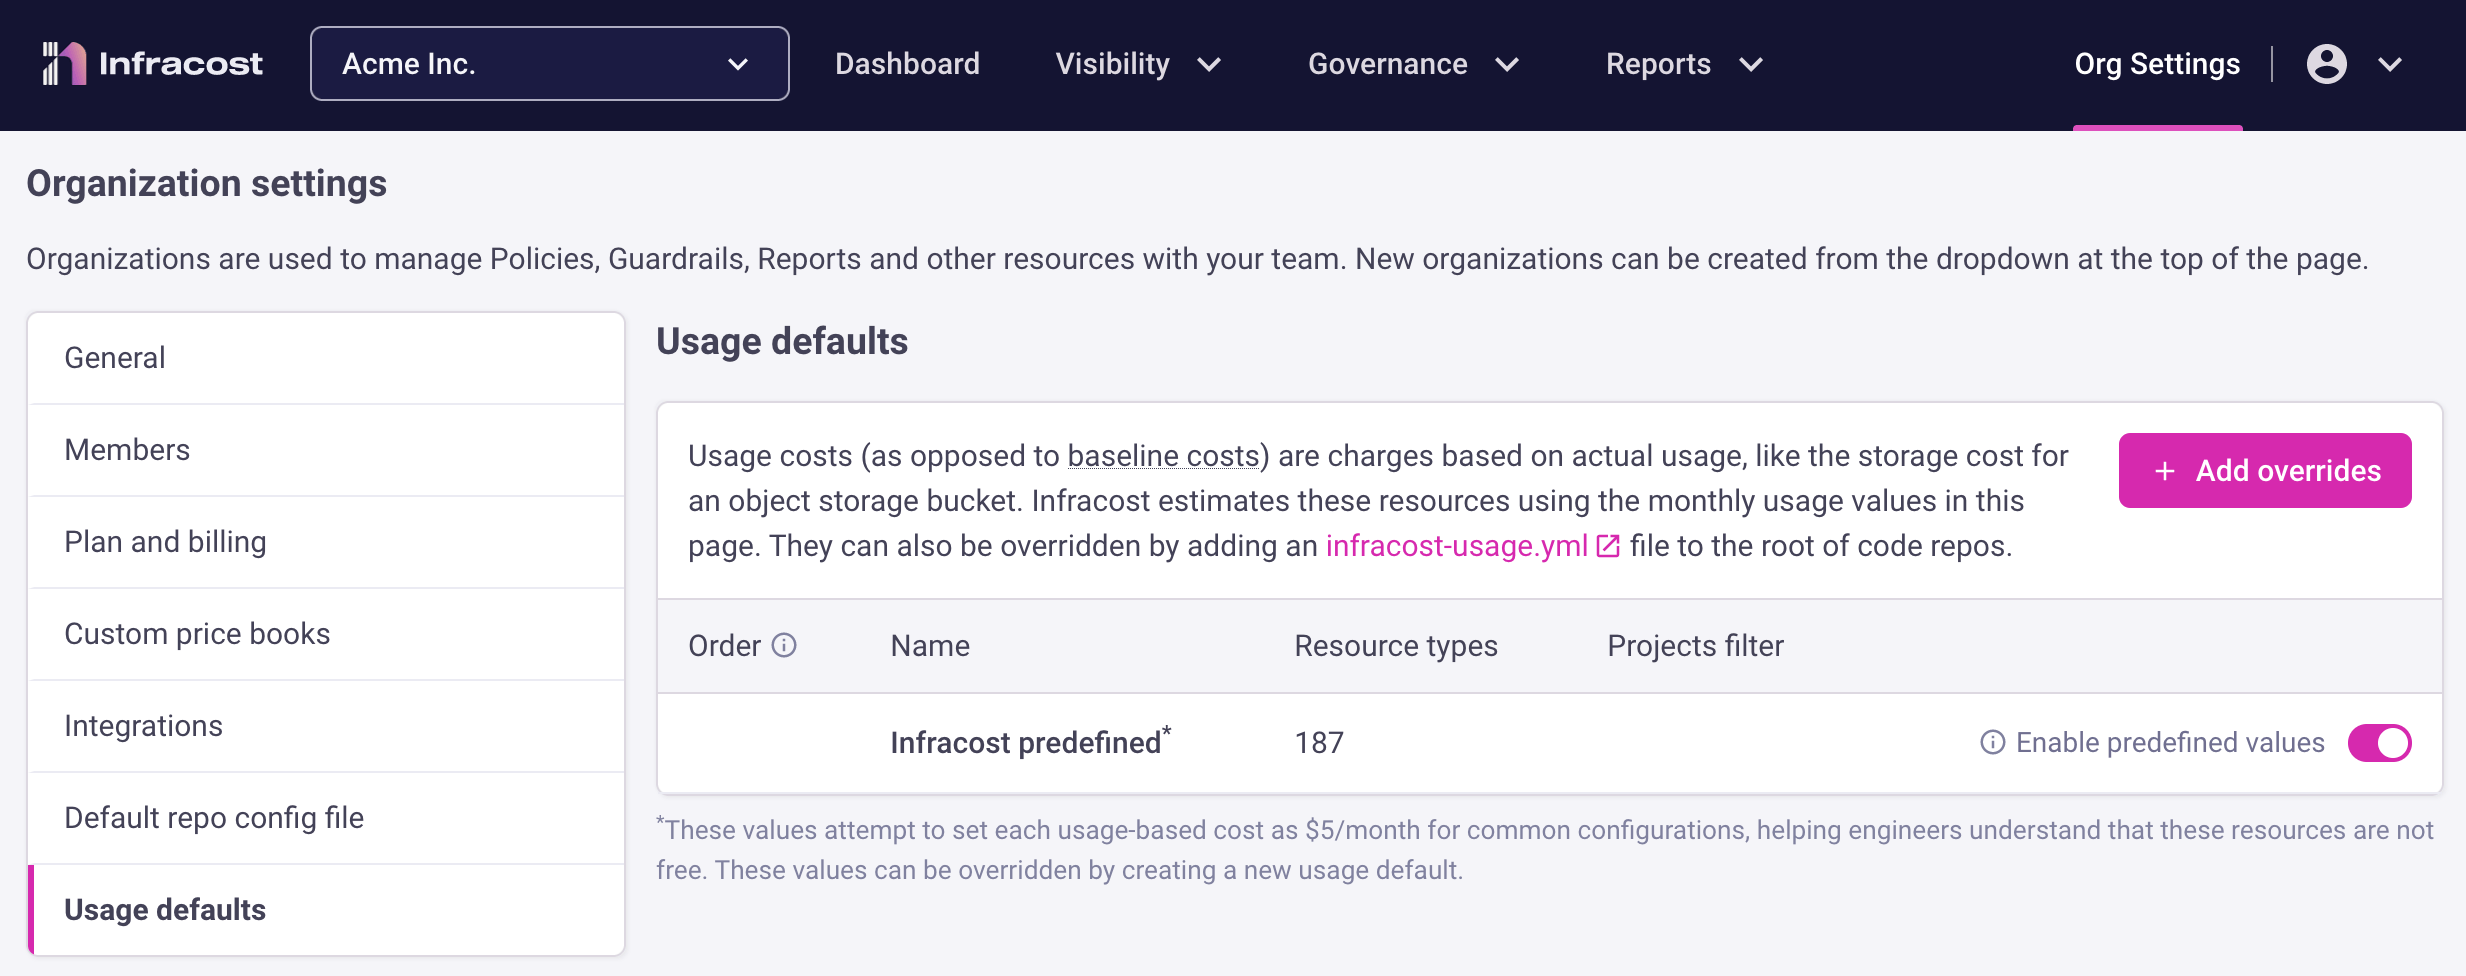 Infracost
Acme Inc.
Dashboard
Visibility
Governance
Reports
Org Settings
Organization settings
Organizations are used to manage Policies, Guardrails, Reports and other resources with your team. New organizations can be created from the dropdown at the top of the page.
General
Members
Plan and billing
Custom price books
Integrations
Default repo config file
Usage defaults
Usage defaults
Usage costs (as opposed to baseline costs) are charges based on actual usage, like the storage cost for
an object storage bucket. Infracost estimates these resources using the monthly usage values in this
page. They can also be overridden by adding an infracost-usage.yml file to the root of code repos.
+ Add overrides
Order
Name
Resource types
Projects filter
Infracost predefined*
187
Enable predefined values
*These values attempt to set each usage-based cost as $5/month for common configurations, helping engineers understand that these resources are not
free. These values can be overridden by creating a new usage default.